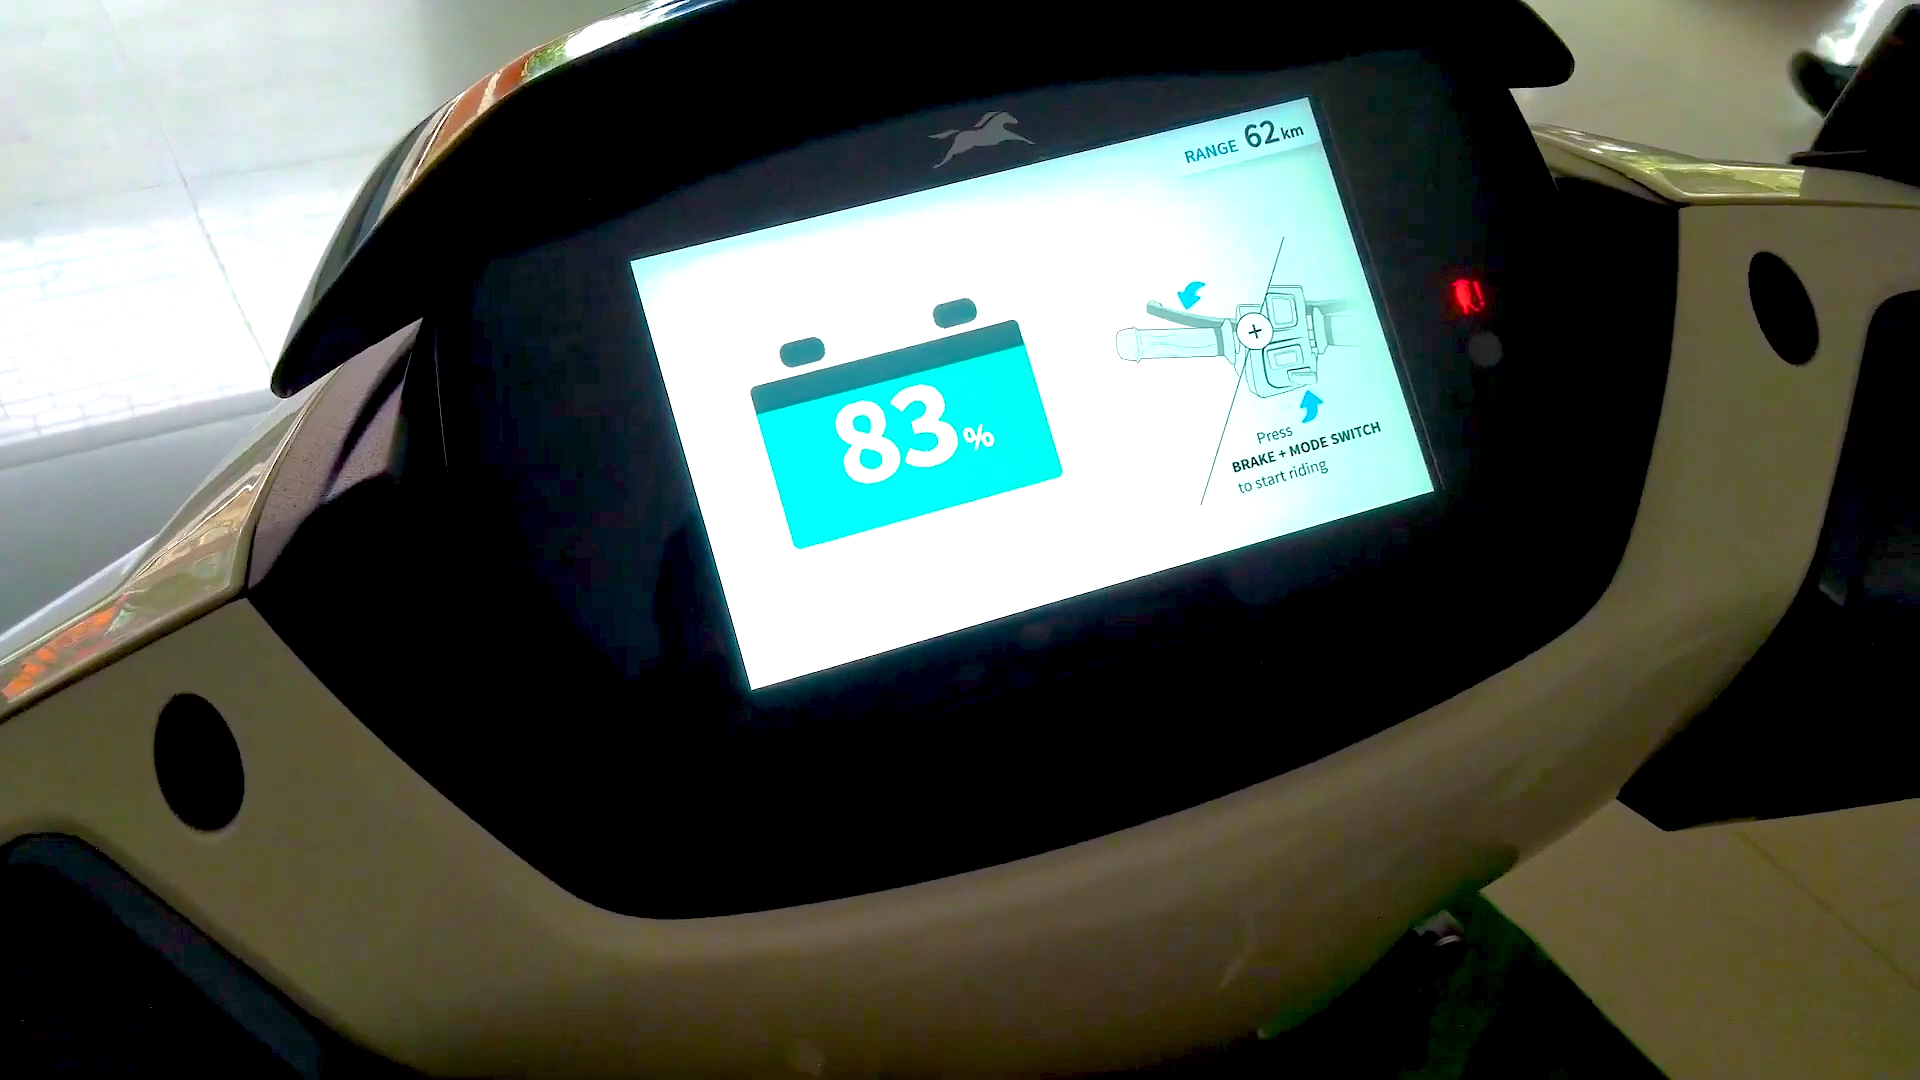 RANGE 62 km
83 %
Press
BRAKE + MODE SWITCH
to start riding